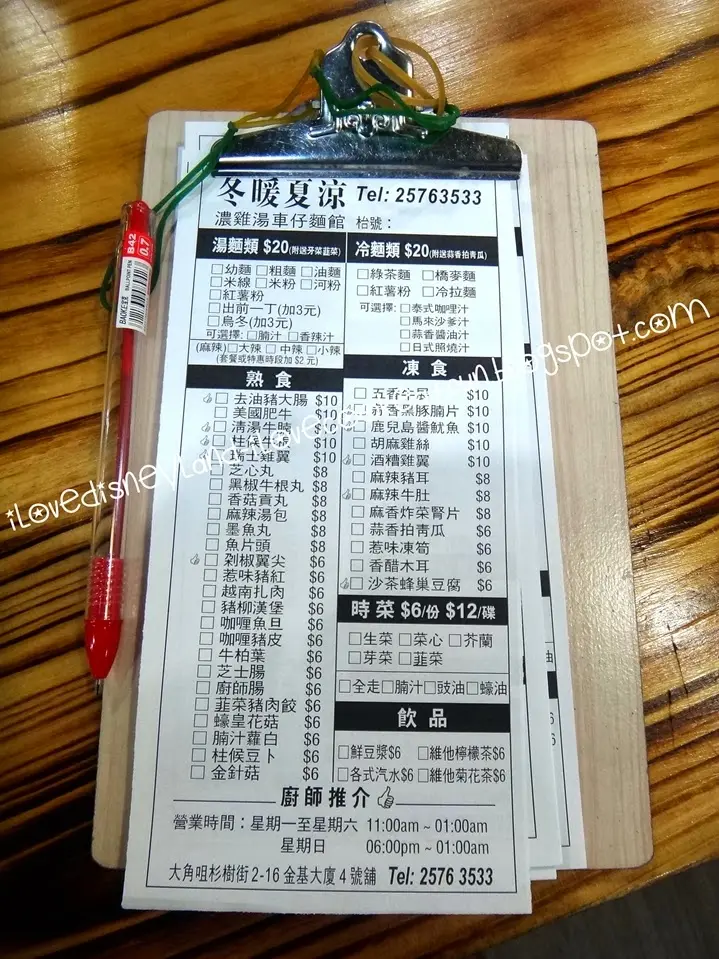 冬暖夏涼 Tel: 25763533
濃雞湯車仔麵館 枱號：
湯麵類 $20(附送芽菜韮菜)
□幼麵 □粗麵 □油麵
□米線 □米粉 □河粉
□紅薯粉
□出前一丁(加3元)
□烏冬(加3元)
可選擇: □腩汁 □香辣汁
(麻辣)□大辣 □中辣 □小辣
(套餐或特惠時段加 $2 元)
熟食
□ 去油豬大腸 $10
□ 美國肥牛 $10
□ 清湯牛腩 $10
□ 瑞士雞翼 $10
□ 芝心丸 $8
□ 黑椒牛根丸 $8
□ 香菇貢丸 $8
□ 麻辣湯包 $8
□ 墨魚丸 $8
□ 魚片頭 $8
□ 剁椒翼尖 $6
□ 惹味豬紅 $6
□ 越南扎肉 $6
□ 豬柳漢堡 $6
□ 咖喱魚旦 $6
□ 咖喱豬皮 $6
□ 牛柏葉 $6
□ 芝士腸 $6
□ 廚師腸 $6
□ 韮菜豬肉餃 $6
□ 蠔皇花菇 $6
□ 腩汁蘿白 $6
□ 柱候豆卜 $6
□ 金針菇 $6
冷麵類 $20(附送蒜香拍青瓜)
□綠茶麵 □橋麥麵
□紅薯粉 □冷拉麵
可選擇: □泰式咖哩汁
□馬來沙爹汁
□蒜香醬油汁
□日式照燒汁
凍食
$10
□ 蒜香黑豚腩片 $10
□ 鹿兒島醬魷魚 $10
□ 胡麻雞絲 $10
□ 酒糟雞翼 $10
□ 麻辣豬耳 $8
□ 麻辣牛肚 $8
□ 麻香炸菜腎片 $8
□ 蒜香拍青瓜 $6
□ 惹味凍筍 $6
□ 香醋木耳 $6
□ 沙茶蜂巢豆腐 $6
時菜 $6/份 $12/碟
□生菜 □菜心 □芥蘭
□芽菜 □韮菜
□全走□腩汁□豉油□蠔油
飲品
□鮮豆漿$6 □維他檸檬茶$6
□各式汽水$6 □維他菊花茶$6
廚師推介
營業時間：星期一至星期六 11:00am ~ 01:00am
星期日 06:00pm ~ 01:00am
大角咀杉樹街 2-16 金基大廈 4 號舖 Tel: 2576 3533
B42 0.7
BAOKE宝克 BALL POINT PEN